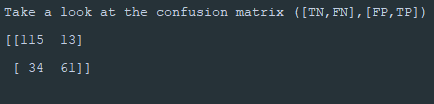 Take a look at the confusion matrix ([TN,FN],[FP,TP])
[[115 13]
[ 34 61]]